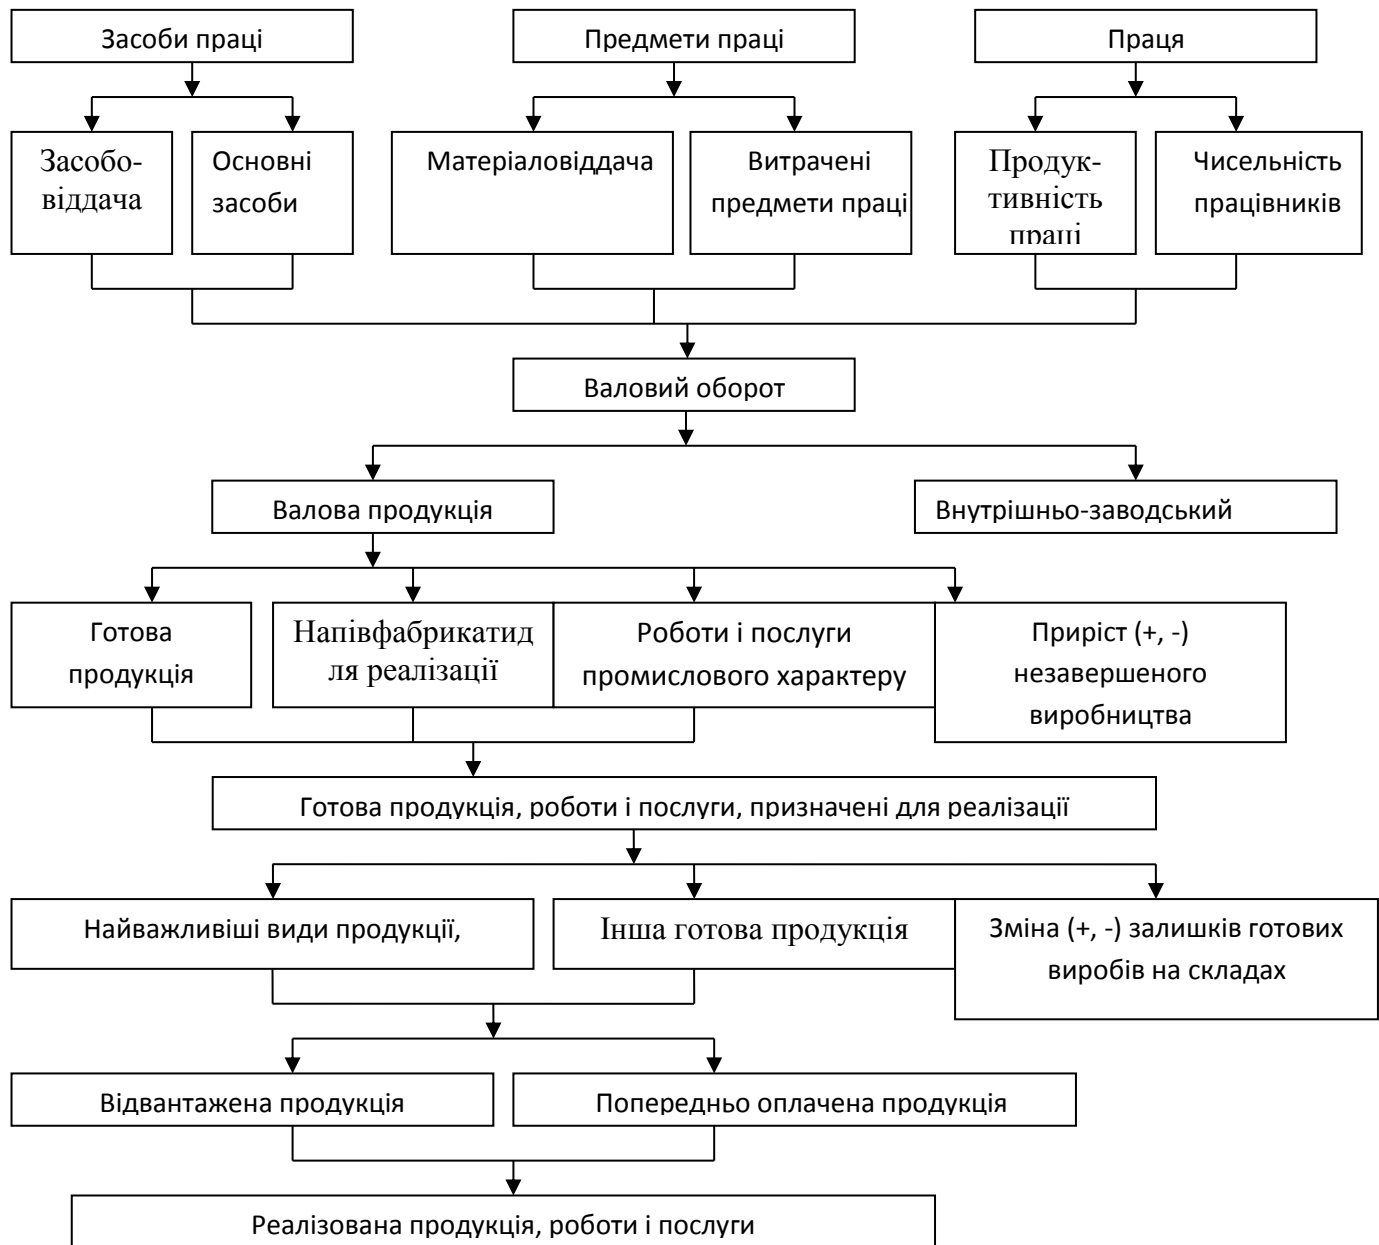 Засоби праці
Предмети праці
Праця
Засобо-
віддача
Основні
засоби
Матеріаловіддача
Витрачені
предмети праці
Продук-
тивність
праці
Чисельність
працівників
Валовий оборот
Валова продукція
Внутрішньо-заводський
Готова
продукція
Напівфабрикатид
ля реалізації
Роботи і послуги
промислового характеру
Приріст (+, -)
незавершеного
виробництва
Готова продукція, роботи і послуги, призначені для реалізації
Найважливіші види продукції,
Інша готова продукція
Зміна (+, -) залишків готових
виробів на складах
Відвантажена продукція
Попередньо оплачена продукція
Реалізована продукція, роботи і послуги